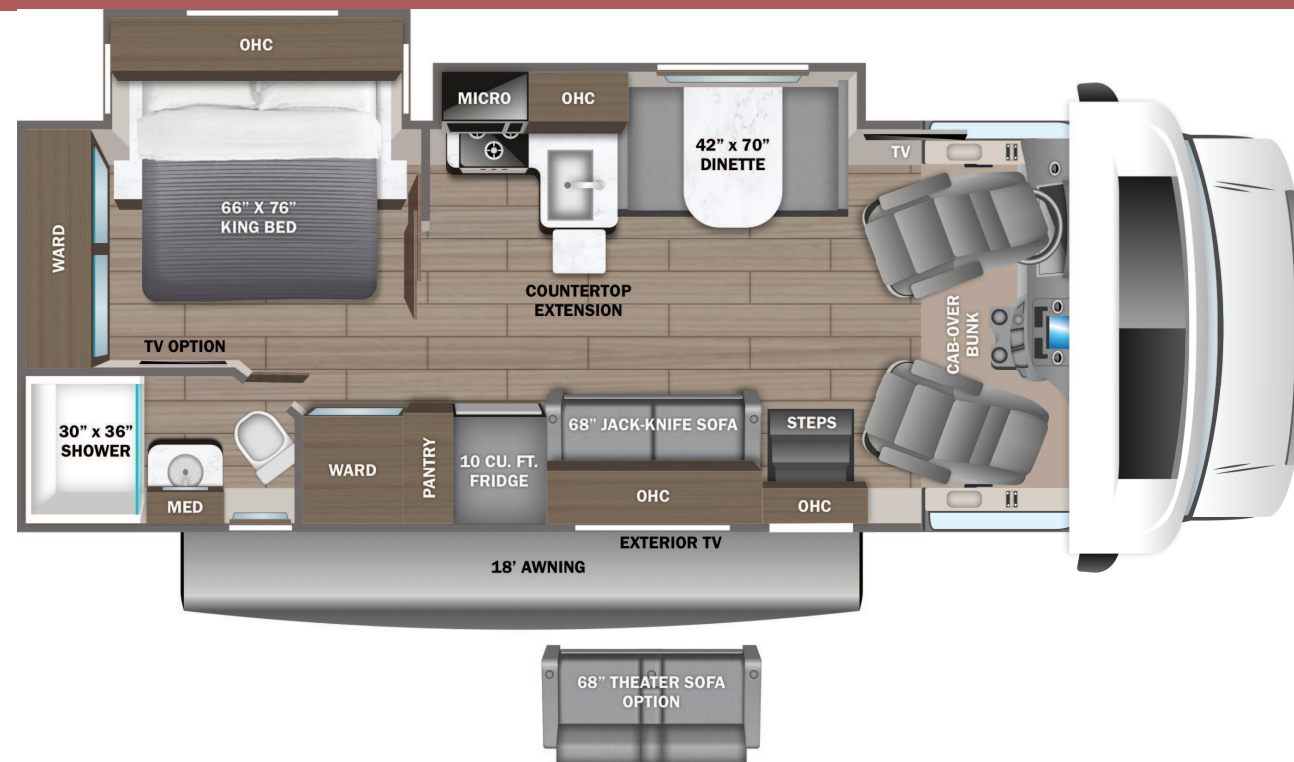 OHC
MICRO
OHC
42” x 70”
DINETTE
TV
WARD
66” X 76”
KING BED
COUNTERTOP
EXTENSION
CAB-OVER
BUNK
TV OPTION
30” x 36”
SHOWER
MED
WARD
PANTRY
10 CU. FT.
FRIDGE
68” JACK-KNIFE SOFA
OHC
STEPS
OHC
EXTERIOR TV
18’ AWNING
68” THEATER SOFA
OPTION